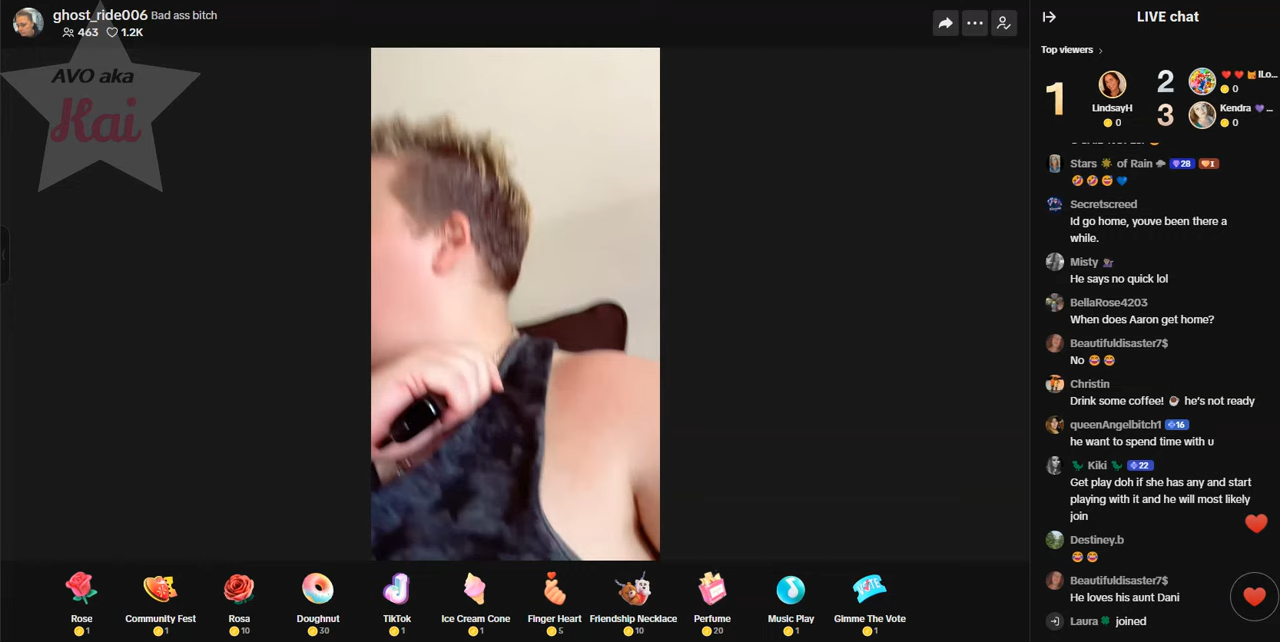 ghost_ride006 Bad ass bitch
463 1.2K
AVO aka
Kai
Rose
1
Community Fest
1
Rosa
10
Doughnut
30
TikTok
1
Ice Cream Cone
1
Finger Heart
5
Friendship Necklace
10
Perfume
20
Music Play
1
Gimme The Vote
1
LIVE chat
Top viewers
1
LindsayH
0
2
ILo...
0
3
Kendra 💜 ...
0
Stars ☀️ of Rain 🌧️ 28 I
🤣 🤣 😅 💙
Secretscreed
Id go home, youve been there a
while.
Misty
He says no quick lol
BellaRose4203
When does Aaron get home?
Beautifuldisaster7$
No 😂 😂
Christin
Drink some coffee! ☕ he's not ready
queenAngelbitch1 16
he want to spend time with u
🦖 Kiki 🦖 22
Get play doh if she has any and start
playing with it and he will most likely
join
Destiney.b
😂 😂
Beautifuldisaster7$
He loves his aunt Dani
Laura 🍀 joined